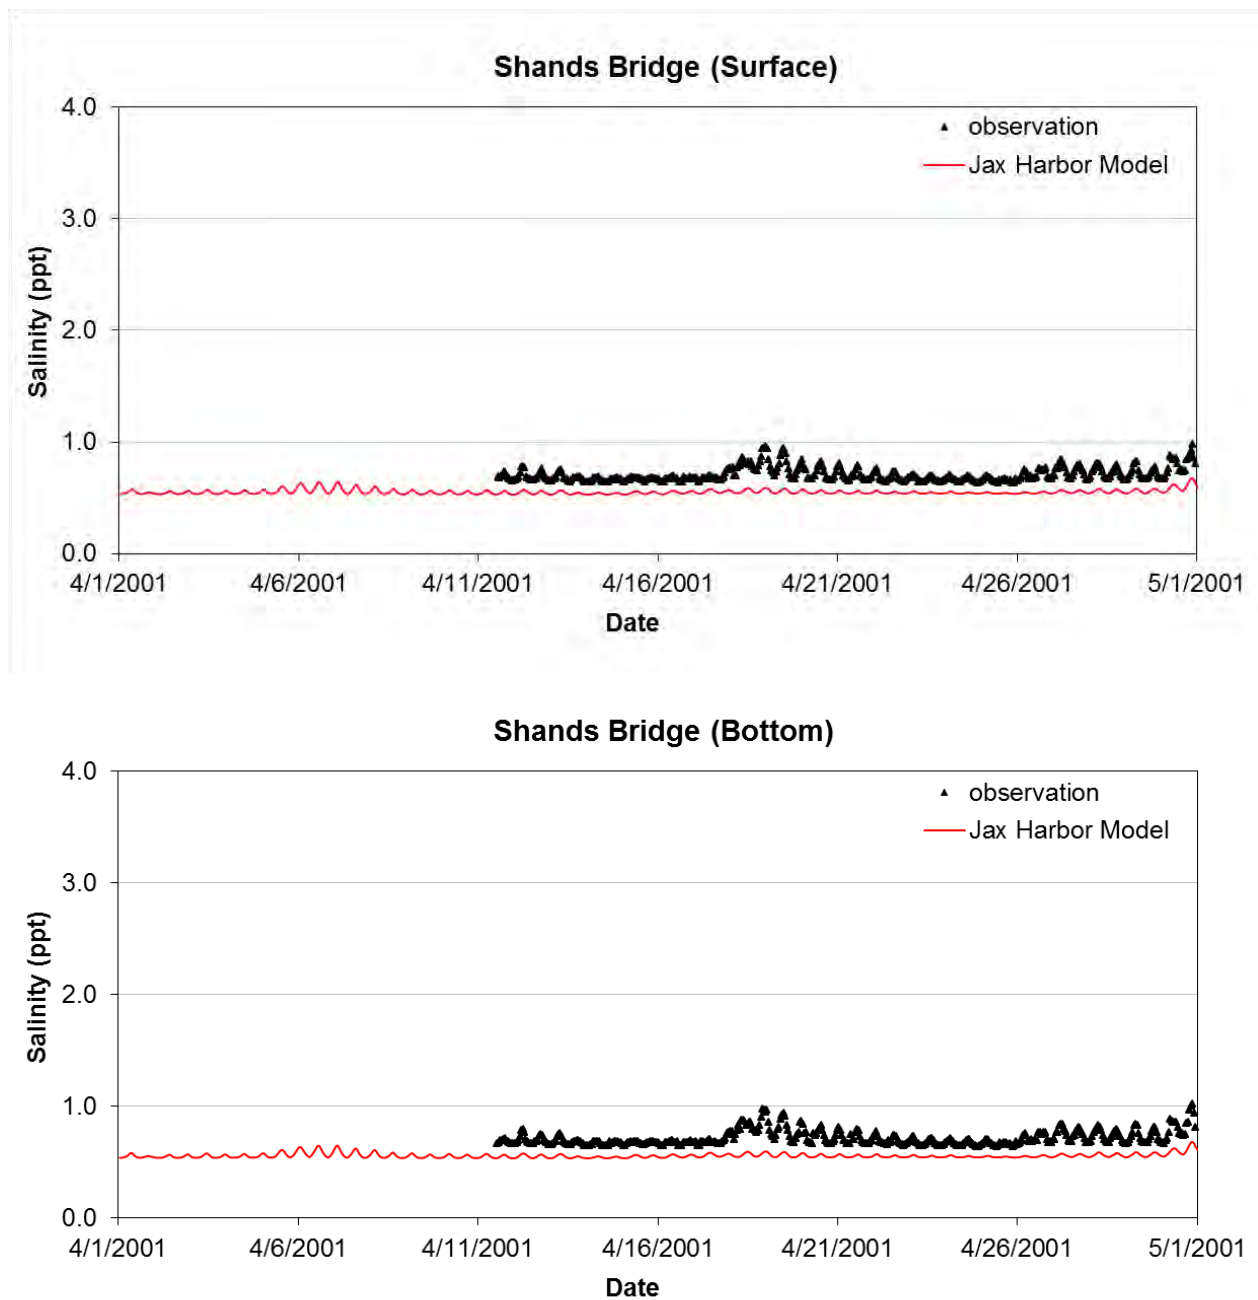 Shands Bridge (Surface)
4.0
observation
Jax Harbor Model
3.0
Salinity (ppt)
2.0
1.0
0.0
4/1/2001 4/6/2001 4/11/2001 4/16/2001 4/21/2001 4/26/2001 5/1/2001
Date
Shands Bridge (Bottom)
4.0
observation
Jax Harbor Model
3.0
Salinity (ppt)
2.0
1.0
0.0
4/1/2001 4/6/2001 4/11/2001 4/16/2001 4/21/2001 4/26/2001 5/1/2001
Date